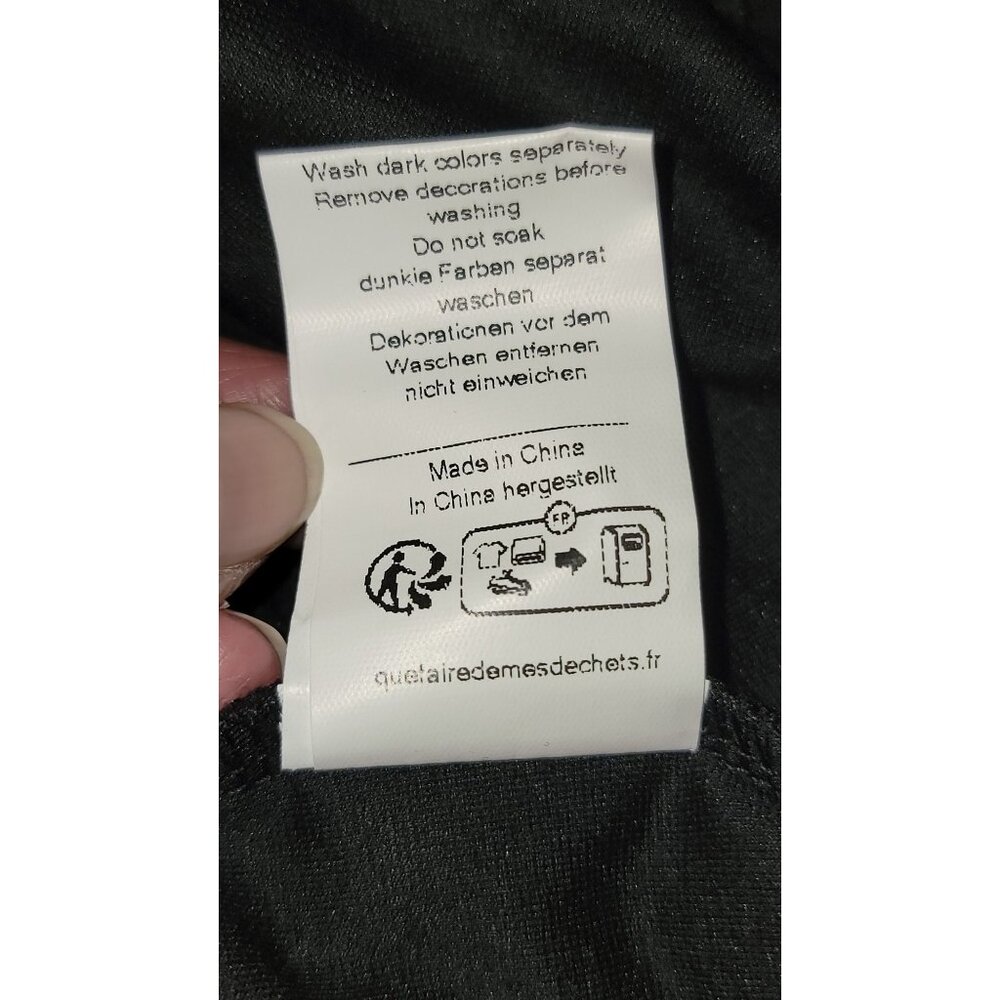 Wash dark colors separately
Remove decorations before
washing
Do not soak
dunkie Farben separat
waschen
Dekorationen vor dem
Waschen entfernen
nicht einweichen
Made in China
In China hergestellt
FR
quefairedemesdechets.fr